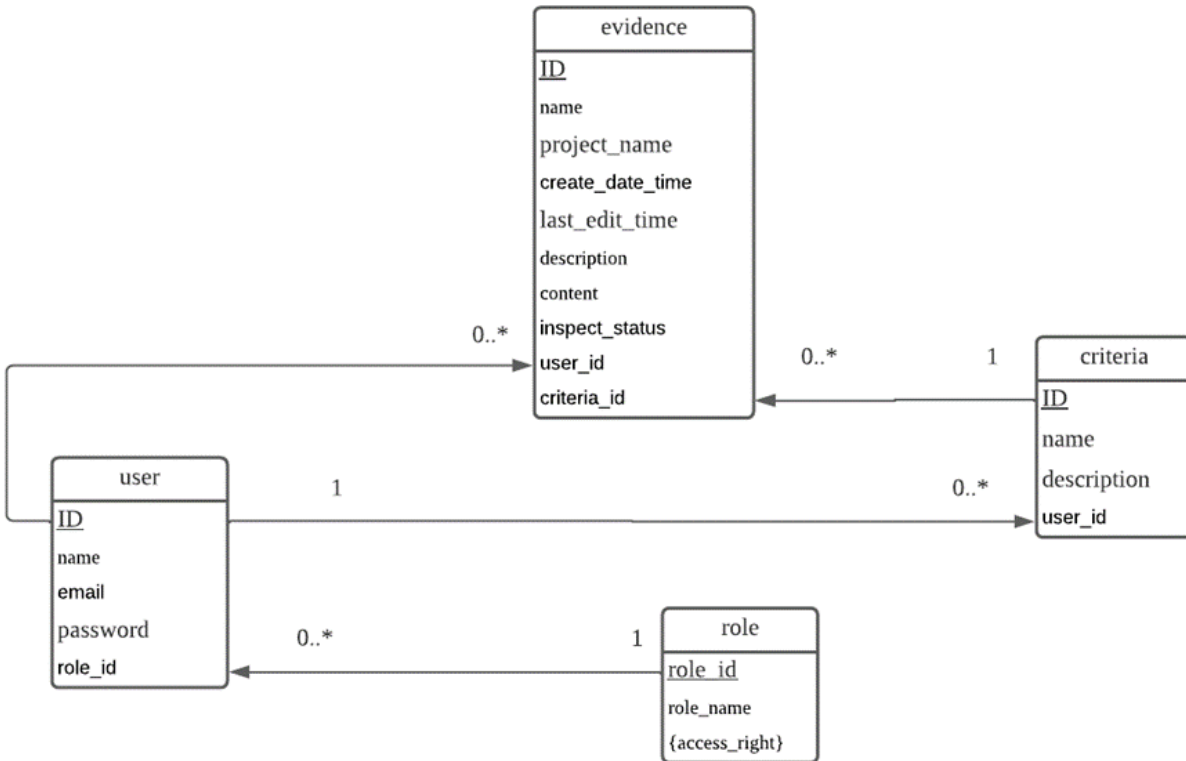 evidence
ID
name
project_name
create_date_time
last_edit_time
description
content
inspect_status
user_id
criteria_id
0..*
0..*
1
criteria
ID
name
description
user_id
user
ID
name
email
password
role_id
1
0..*
0..*
1
role
role_id
role_name
{access_right}